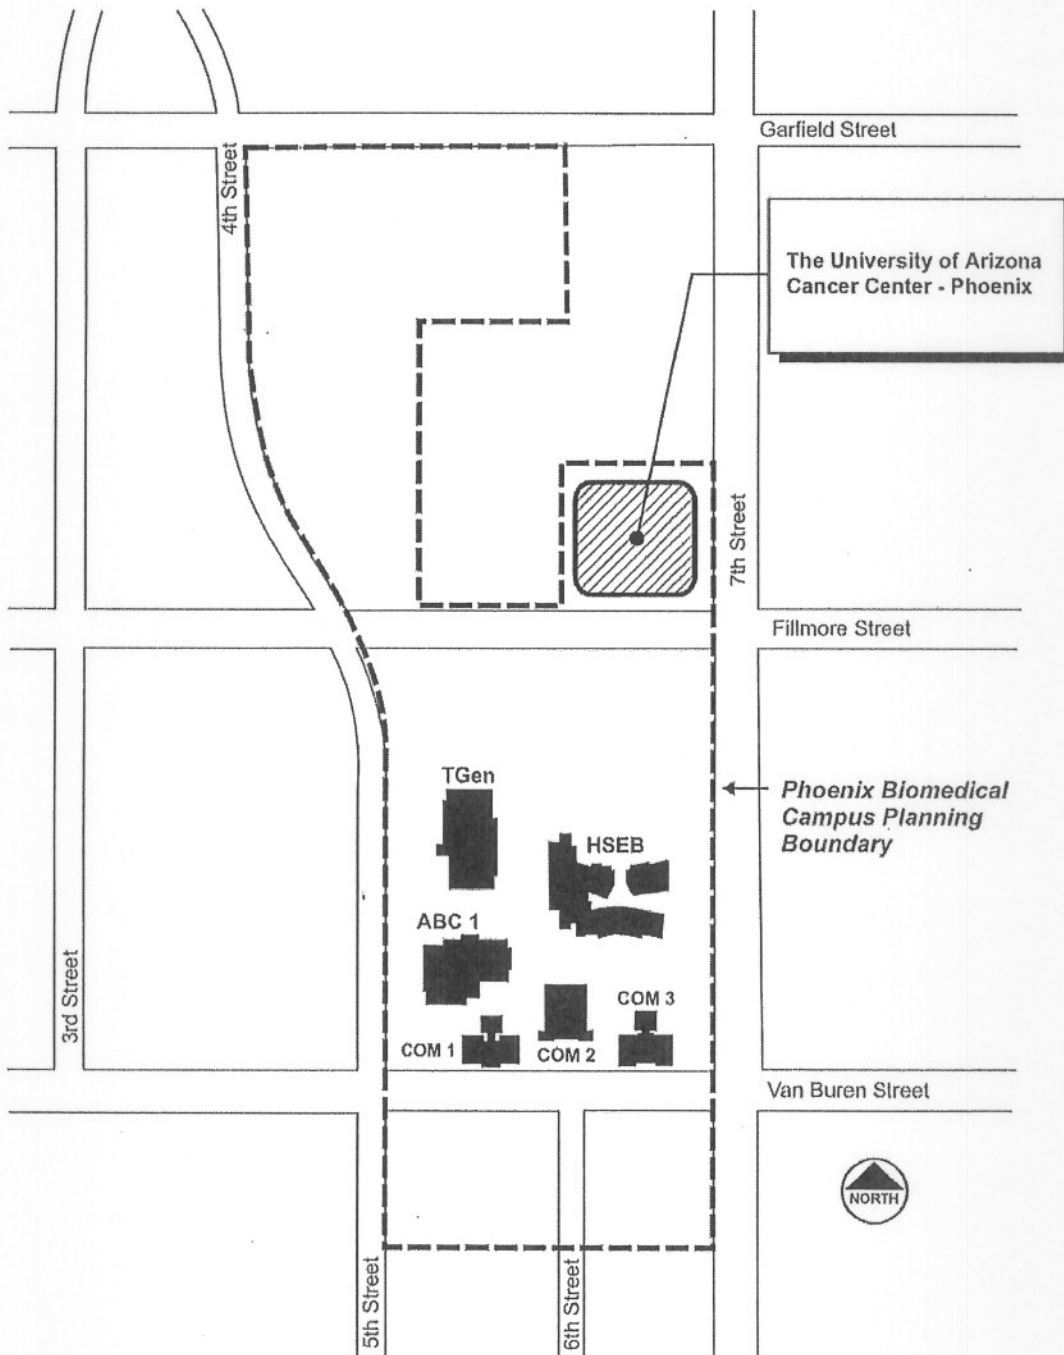 Garfield Street
4th Street
The University of Arizona
Cancer Center - Phoenix
7th Street
Fillmore Street
TGen
HSEB
Phoenix Biomedical
Campus Planning
Boundary
ABC 1
3rd Street
COM 1
COM 2
COM 3
Van Buren Street
NORTH
5th Street
6th Street